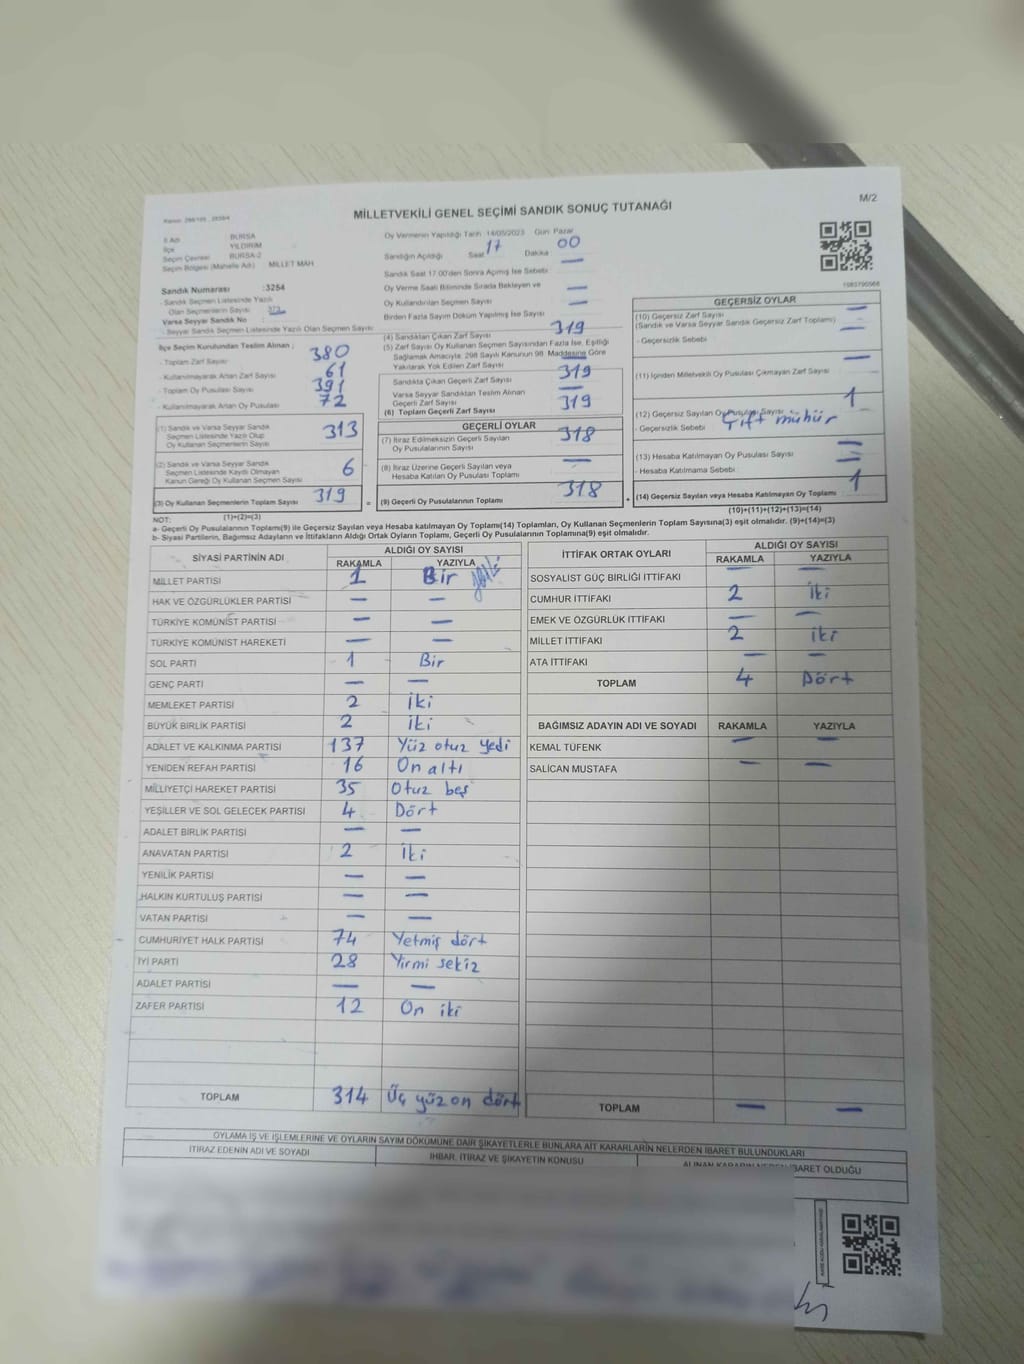 M/2
MİLLETVEKİLİ GENEL SEÇİMİ SANDIK SONUÇ TUTANAĞI
İl Adı BURSA
İlçe YILDIRIM
Seçim Çevresi BURSA-2
Seçim Bölgesi (Mahalle Adı) MİLLET MAH
Sandık Numarası :3254
- Sandık Seçmen Listesinde Yazılı
Olan Seçmenlerin Sayısı
Varsa Seyyar Sandık No :
- Seyyar Sandık Seçmen Listesinde Yazılı Olan Seçmen Sayısı:
Oy Vermenin Yapıldığı Tarih 14/05/2023 Gün Pazar
Sandığın Açıldığı Saat 17 Dakika 00
Sandık Saat 17.00'den Sonra Açılmış İse Sebebi —
Oy Verme Saati Bitiminde Sırada Bekleyen ve
Oy Kullandırılan Seçmen Sayısı —
Birden Fazla Sayım Döküm Yapılmış İse Sayısı —
İlçe Seçim Kurulundan Teslim Alınan ;
- Toplam Zarf Sayısı 380
- Kullanılmayarak Artan Zarf Sayısı 61
- Toplam Oy Pusulası Sayısı 391
- Kullanılmayarak Artan Oy Pusulası 72
(1) Sandık ve Varsa Seyyar Sandık
Seçmen Listesinde Yazılı Olup
Oy Kullanan Seçmenlerin Sayısı 313
(2) Sandık ve Varsa Seyyar Sandık
Seçmen Listesinde Kaydı Olmayan
Kanun Gereği Oy Kullanan Seçmen Sayısı 6
(3) Oy Kullanan Seçmenlerin Toplam Sayısı 319
(1)+(2)=(3)
(4) Sandıktan Çıkan Zarf Sayısı 319
(5) Zarf Sayısı Oy Kullanan Seçmen Sayısından Fazla İse, Eşitliği
Sağlamak Amacıyla, 298 Sayılı Kanunun 98. Maddesine Göre
Yakılarak Yok Edilen Zarf Sayısı —
Sandıkta Çıkan Geçerli Zarf Sayısı 319
Varsa Seyyar Sandıktan Teslim Alınan
Geçerli Zarf Sayısı —
(6) Toplam Geçerli Zarf Sayısı 319
GEÇERLİ OYLAR
(7) İtiraz Edilmeksizin Geçerli Sayılan
Oy Pusulasının Sayısı 318
(8) İtiraz Üzerine Geçerli Sayılan veya
Hesaba Katılan Oy Pusulası Toplamı —
= (9) Geçerli Oy Pusulalarının Toplamı 318
GEÇERSİZ OYLAR
(10) Geçersiz Zarf Sayısı —
(Sandık ve Varsa Seyyar Sandık Geçersiz Zarf Toplamı) —
- Geçersizlik Sebebi
(11) İçinden Milletvekili Oy Pusulası Çıkmayan Zarf Sayısı —
(12) Geçersiz Sayılan Oy Pusulası Sayısı 1
- Geçersizlik Sebebi Çift mühür
(13) Hesaba Katılmayan Oy Pusulası Sayısı —
- Hesaba Katılmama Sebebi —
+ (14) Geçersiz Sayılan veya Hesaba Katılmayan Oy Toplamı 1
(10)+(11)+(12)+(13)=(14)
NOT:
a- Geçerli Oy Pusulalarının Toplamı(9) ile Geçersiz Sayılan veya Hesaba katılmayan Oy Toplamı(14) Toplamları, Oy Kullanan Seçmenlerin Toplam Sayısına(3) eşit olmalıdır. (9)+(14)=(3)
b- Siyasi Partilerin, Bağımsız Adayların ve İttifakların Aldığı Ortak Oyların Toplamı, Geçerli Oy Pusulalarının Toplamına(9) eşit olmalıdır.
SİYASİ PARTİNİN ADI ALDIĞI OY SAYISI
RAKAMLA YAZIYLA
MİLLET PARTİSİ 1 Bir
HAK VE ÖZGÜRLÜKLER PARTİSİ — —
TÜRKİYE KOMÜNİST PARTİSİ — —
TÜRKİYE KOMÜNİST HAREKETİ — —
SOL PARTİ 1 Bir
GENÇ PARTİ — —
MEMLEKET PARTİSİ 2 İki
BÜYÜK BİRLİK PARTİSİ 2 İki
ADALET VE KALKINMA PARTİSİ 137 Yüz otuz yedi
YENİDEN REFAH PARTİSİ 16 On altı
MİLLİYETÇİ HAREKET PARTİSİ 35 Otuz beş
YEŞİLLER VE SOL GELECEK PARTİSİ 4 Dört
ADALET BİRLİK PARTİSİ — —
ANAVATAN PARTİSİ 2 İki
YENİLİK PARTİSİ — —
HALKIN KURTULUŞ PARTİSİ — —
VATAN PARTİSİ — —
CUMHURİYET HALK PARTİSİ 74 Yetmiş dört
İYİ PARTİ 28 Yirmi sekiz
ADALET PARTİSİ — —
ZAFER PARTİSİ 12 On iki
TOPLAM 314 Üç yüz on dört
İTTİFAK ORTAK OYLARI ALDIĞI OY SAYISI
RAKAMLA YAZIYLA
SOSYALİST GÜÇ BİRLİĞİ İTTİFAKI — —
CUMHUR İTTİFAKI 2 İki
EMEK VE ÖZGÜRLÜK İTTİFAKI — —
MİLLET İTTİFAKI 2 iki
ATA İTTİFAKI — —
TOPLAM 4 Dört
BAĞIMSIZ ADAYIN ADI VE SOYADI RAKAMLA YAZIYLA
KEMAL TÜFENK — —
SALİCAN MUSTAFA — —
TOPLAM — —
OYLAMA İŞ VE İŞLEMLERİNE VE OYLARIN SAYIM DÖKÜMÜNE DAİR ŞİKAYETLERLE BUNLARA AİT KARARLARIN NELERDEN İBARET BULUNDUKLARI
İTİRAZ EDENİN ADI VE SOYADI İHBAR, İTİRAZ VE ŞİKAYETİN KONUSU ALINAN KARARIN NEDEN İBARET OLDUĞU